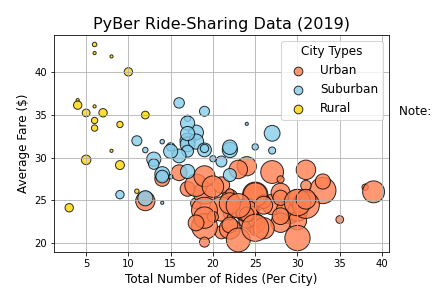 PyBer Ride-Sharing Data (2019)
City Types
Urban
Suburban
Rural
Note:
Average Fare ($)
40
35
30
25
20
5
10
15
20
25
30
35
40
Total Number of Rides (Per City)